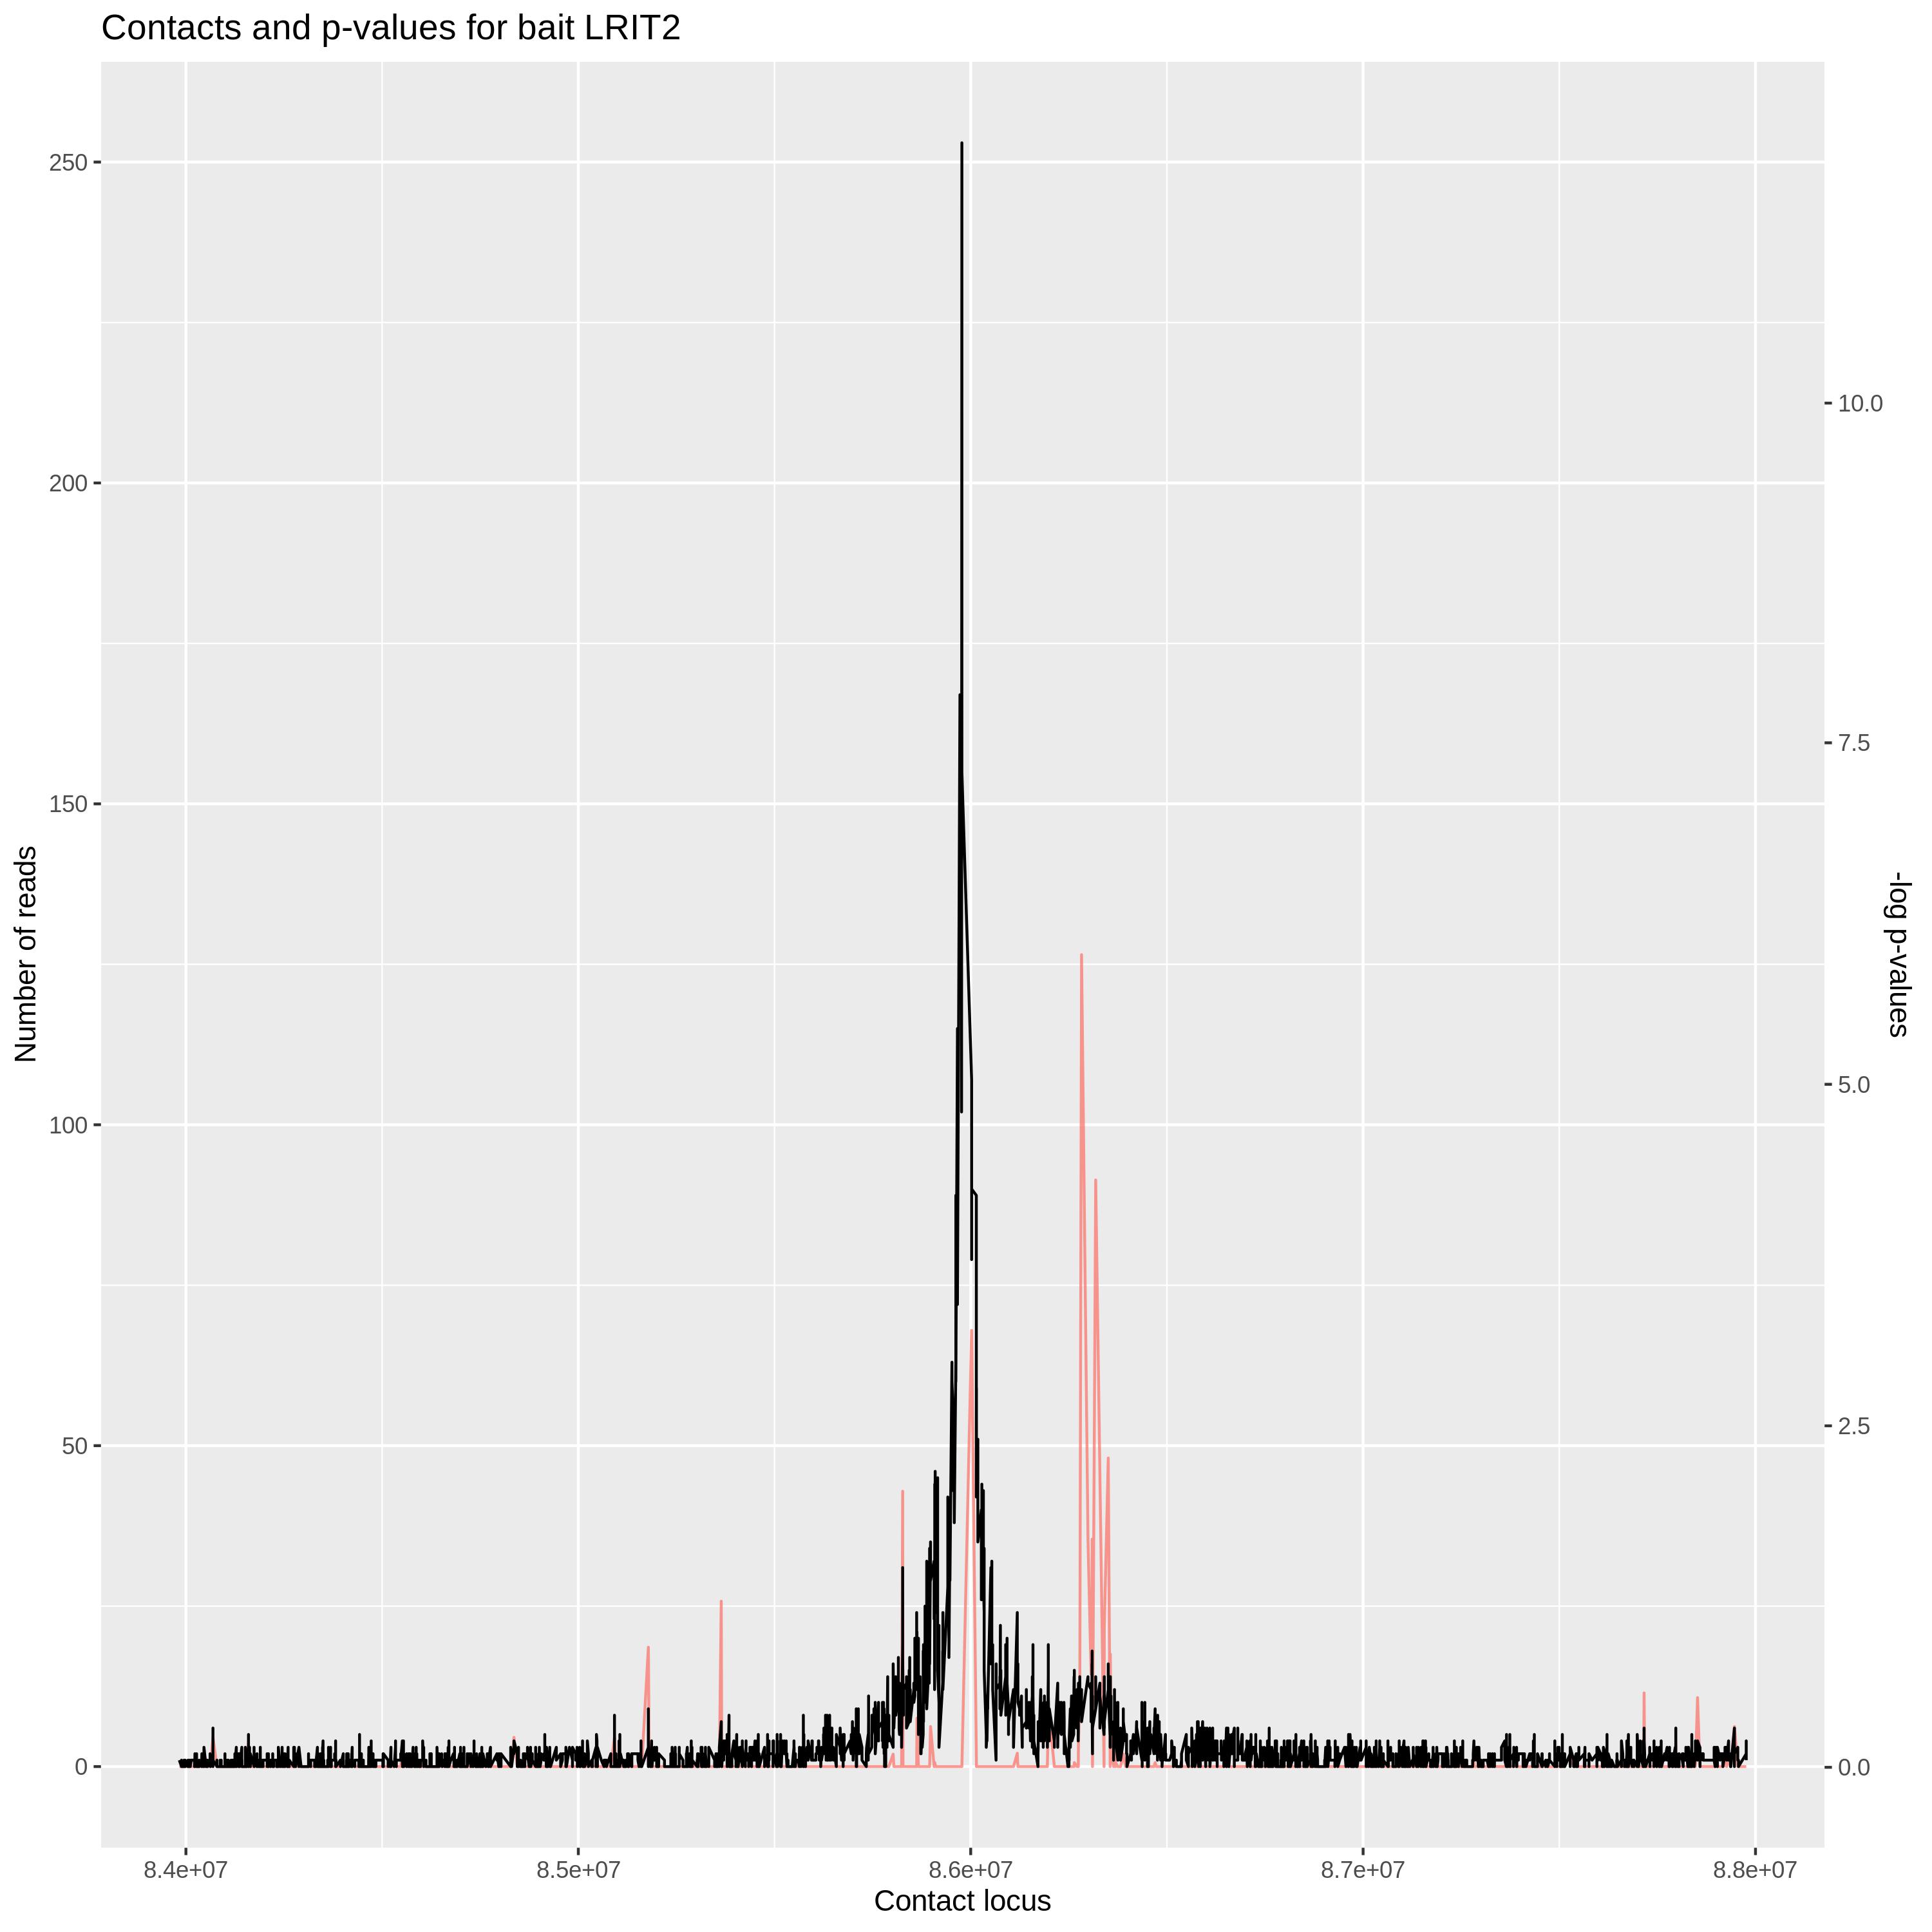 Contacts and p-values for bait LRIT2
250
200
150
100
50
0
Number of reads
10.0
7.5
5.0
2.5
0.0
-log p-values
8.4e+07
8.5e+07
8.6e+07
8.7e+07
8.8e+07
Contact locus